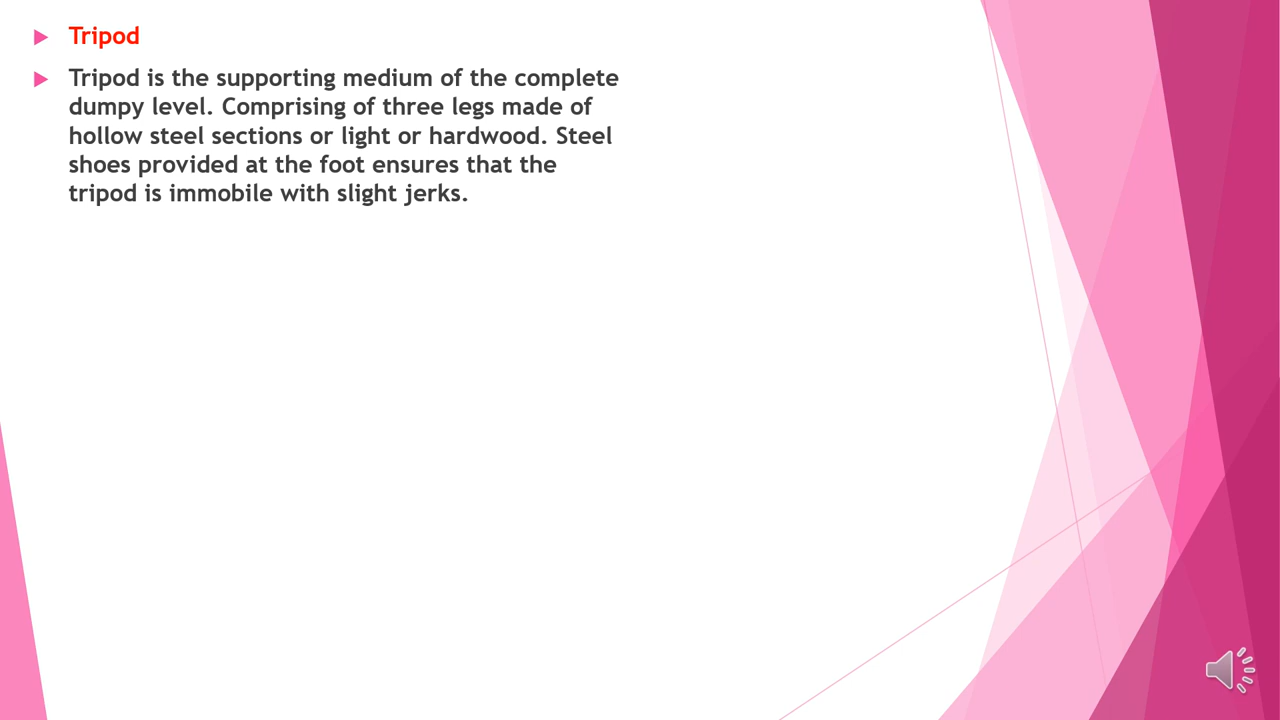 Tripod
Tripod is the supporting medium of the complete
dumpy level. Comprising of three legs made of
hollow steel sections or light or hardwood. Steel
shoes provided at the foot ensures that the
tripod is immobile with slight jerks.